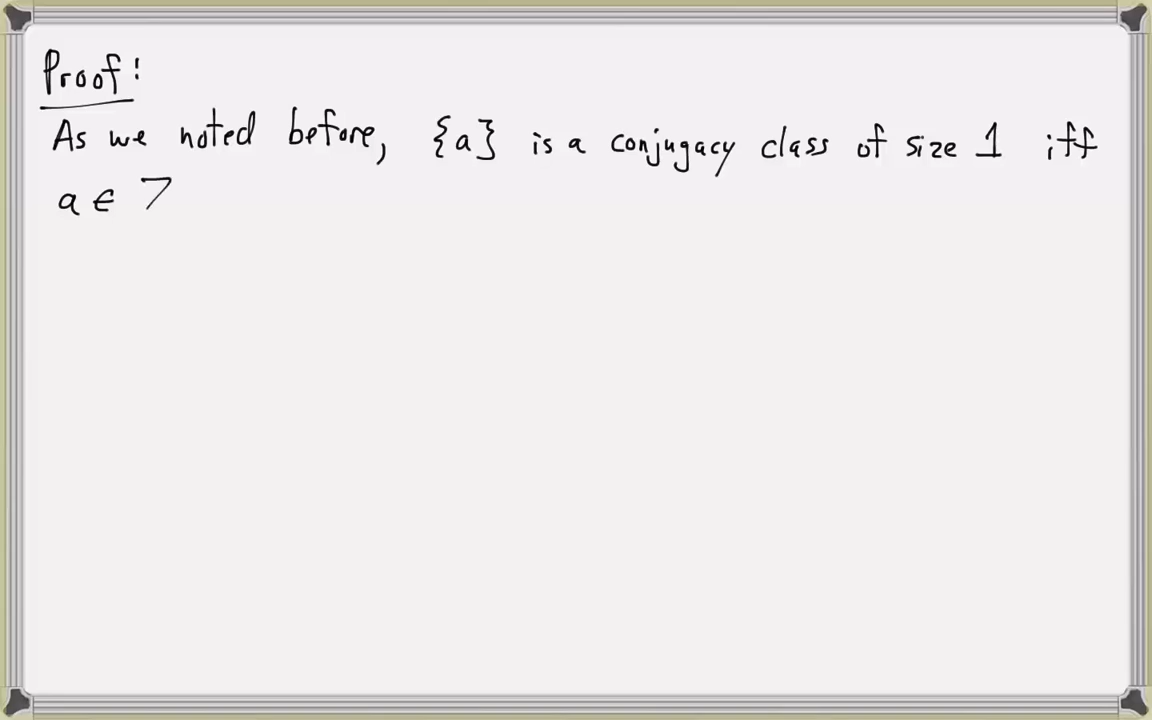 Proof:
As we noted before, {a} is a conjugacy class of size 1 iff
a ∈